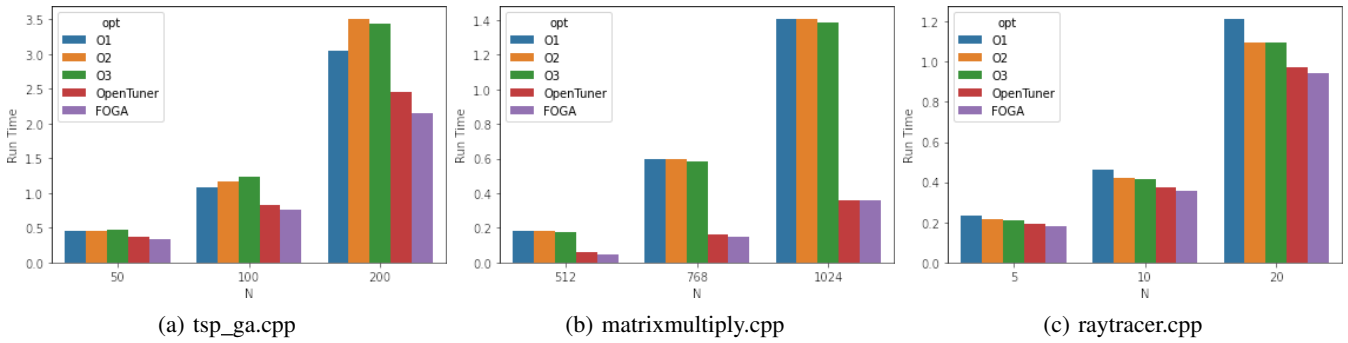 3.5
3.0
2.5
2.0
1.5
1.0
0.5
0.0
Run Time
opt
O1
O2
O3
OpenTuner
FOGA
50 100 200
N
(a) tsp_ga.cpp
1.4
1.2
1.0
0.8
0.6
0.4
0.2
0.0
Run Time
opt
O1
O2
O3
OpenTuner
FOGA
512 768 1024
N
(b) matrixmultiply.cpp
1.2
1.0
0.8
0.6
0.4
0.2
0.0
Run Time
opt
O1
O2
O3
OpenTuner
FOGA
5 10 20
N
(c) raytracer.cpp